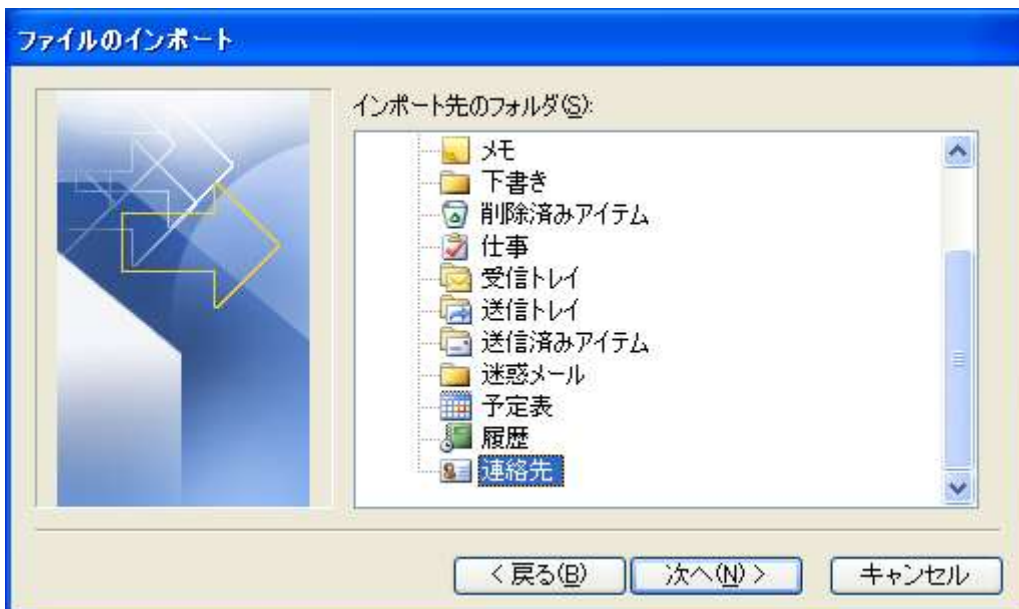 ファイルのインポート
インポート先のフォルダ(S):
メモ
下書き
削除済みアイテム
仕事
受信トレイ
送信トレイ
送信済みアイテム
迷惑メール
予定表
履歴
連絡先
< 戻る(B) 次へ(N) > キャンセル